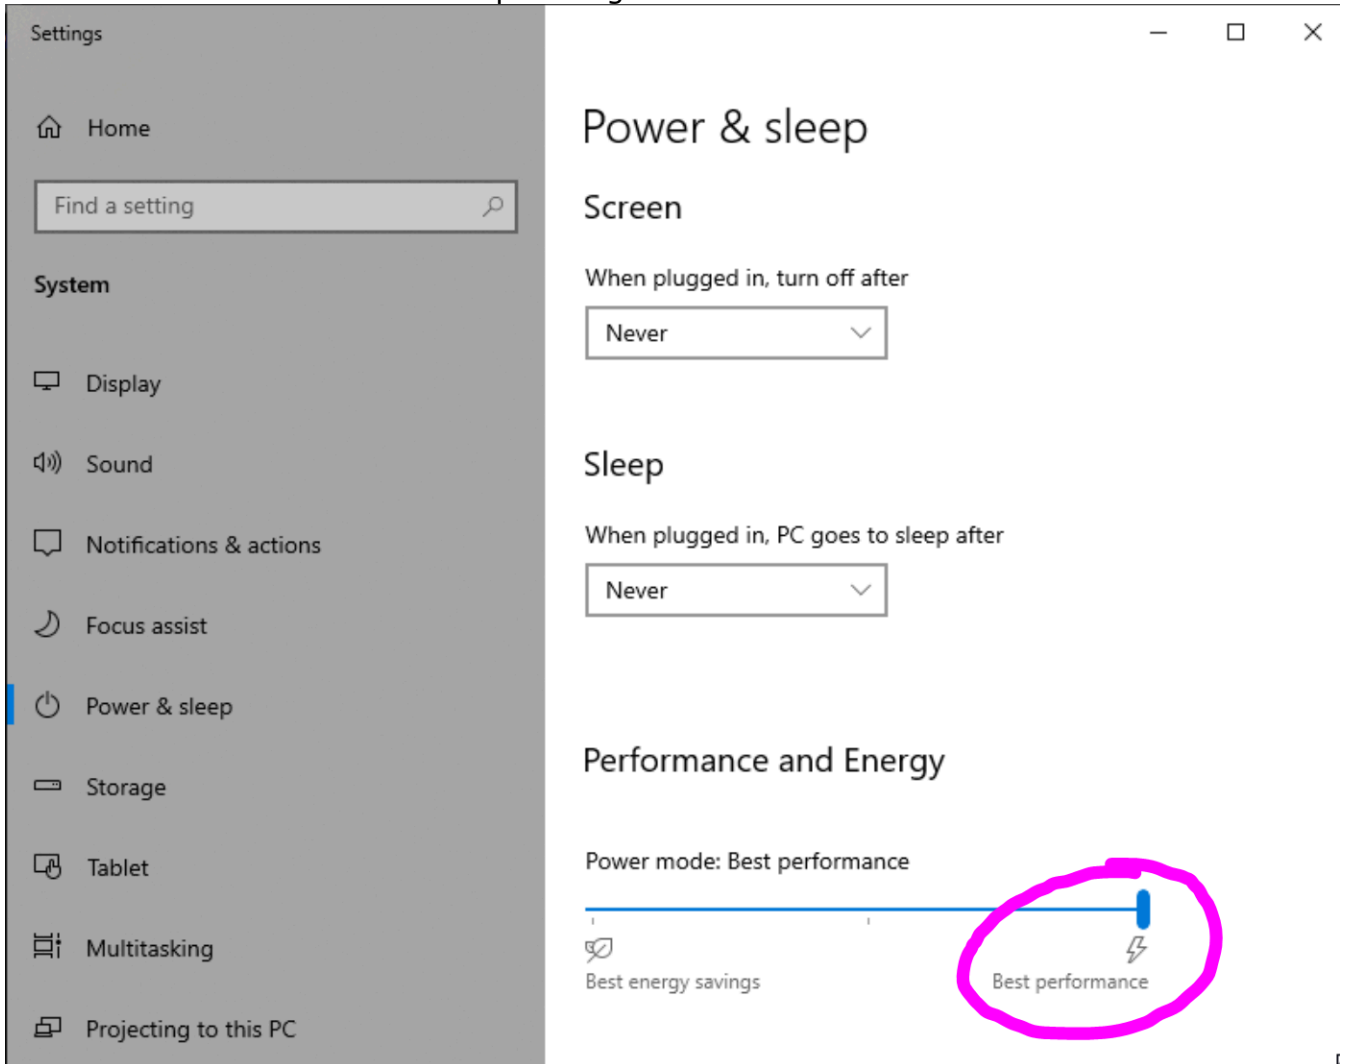 Settings
Home
Find a setting
System
Display
Sound
Notifications & actions
Focus assist
Power & sleep
Storage
Tablet
Multitasking
Projecting to this PC
Power & sleep
Screen
When plugged in, turn off after
Never
Sleep
When plugged in, PC goes to sleep after
Never
Performance and Energy
Power mode: Best performance
Best energy savings
Best performance